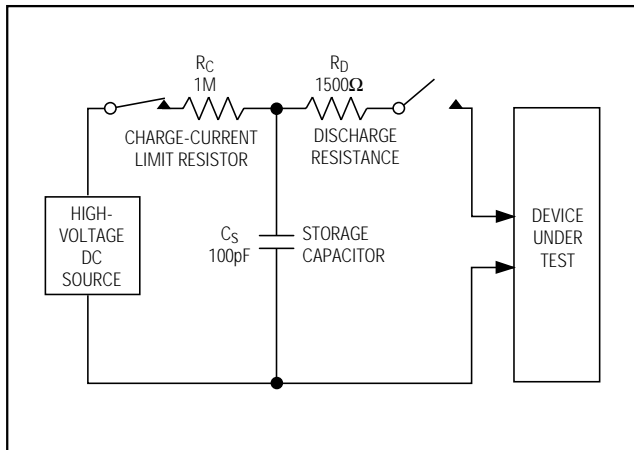 RC
1M
CHARGE-CURRENT
LIMIT RESISTOR
RD
1500Ω
DISCHARGE
RESISTANCE
HIGH-
VOLTAGE
DC
SOURCE
CS
100pF
STORAGE
CAPACITOR
DEVICE
UNDER
TEST